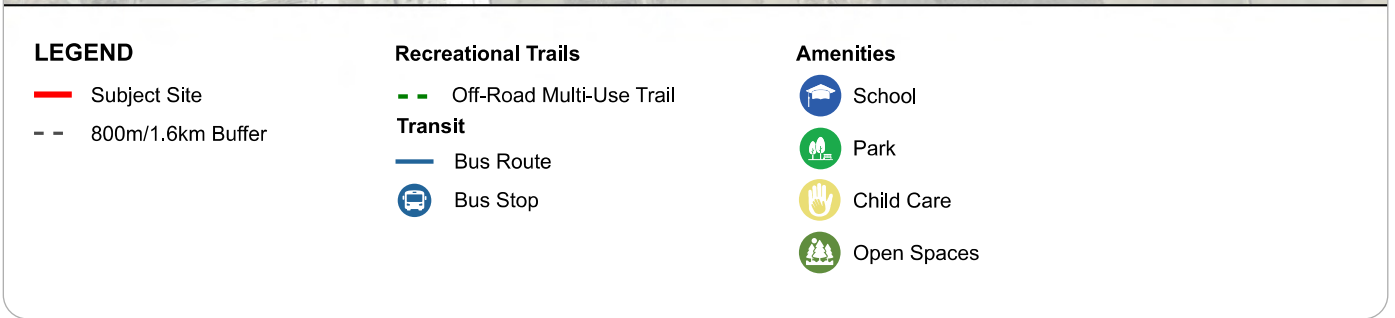 LEGEND
Subject Site
800m/1.6km Buffer
Recreational Trails
Off-Road Multi-Use Trail
Transit
Bus Route
Bus Stop
Amenities
School
Park
Child Care
Open Spaces